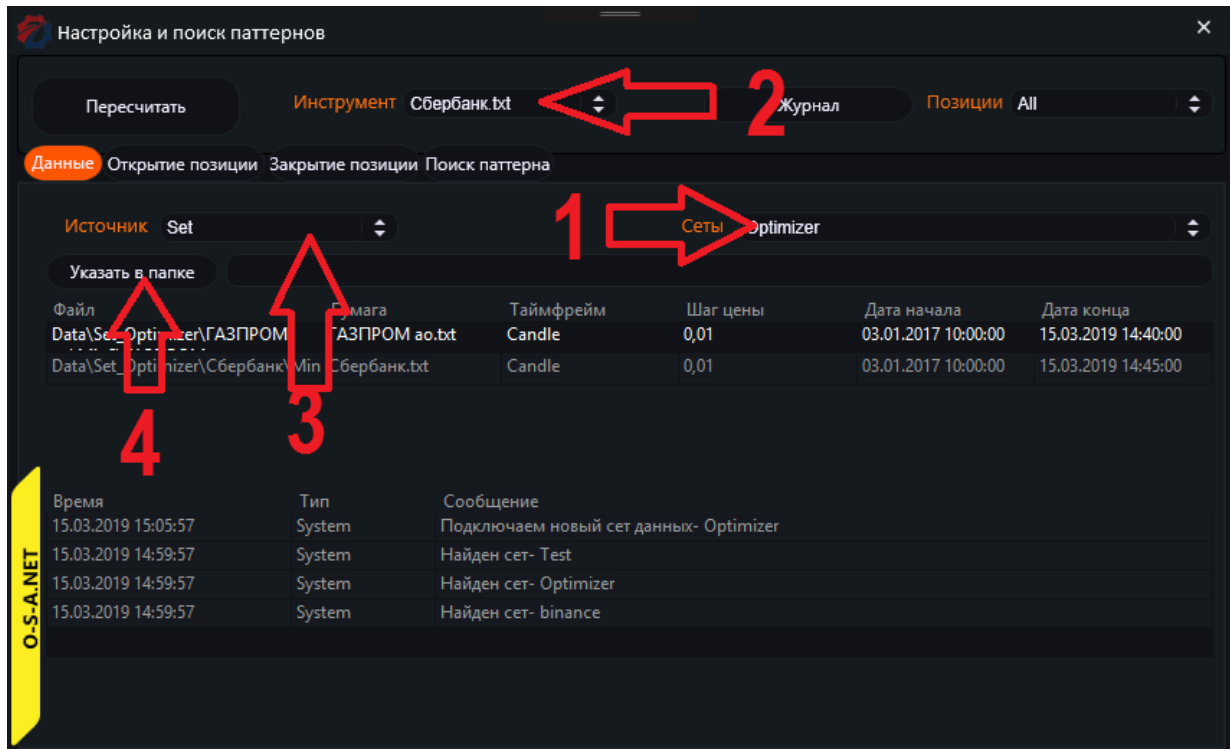 Настройка и поиск паттернов
Пересчитать Инструмент Сбербанк.txt 2 Журнал Позиции All
Данные Открытие позиции Закрытие позиции Поиск паттерна
Источник Set 1 Сеты Optimizer
Указать в папке
Файл Бумага Таймфрейм Шаг цены Дата начала Дата конца
Data\Set_Optimizer\ГАЗПРОМ ГАЗПРОМ ао.txt Candle 0,01 03.01.2017 10:00:00 15.03.2019 14:40:00
Data\Set_Optimizer\Сбербанк\Min Сбербанк.txt Candle 0,01 03.01.2017 10:00:00 15.03.2019 14:45:00
4 3
Время Тип Сообщение
15.03.2019 15:05:57 System Подключаем новый сет данных- Optimizer
15.03.2019 14:59:57 System Найден сет- Test
15.03.2019 14:59:57 System Найден сет- Optimizer
15.03.2019 14:59:57 System Найден сет- binance
O-S-A.NET